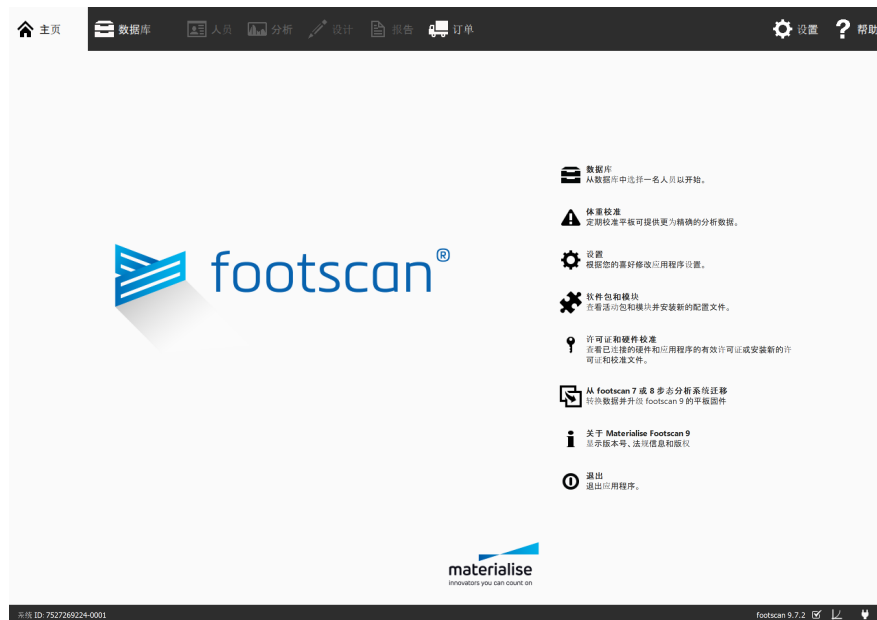 主页
数据库
人员
分析
设计
报告
订单
设置
帮助
footscan®
数据库
从数据库中选择一名人员以开始。
体重校准
定期校准平板可提供更为精确的分析数据。
设置
根据您的喜好修改应用程序设置。
软件包和模块
查看活动包和模块并安装新的配置文件。
许可证和硬件校准
查看已连接的硬件和应用程序的有效许可证或安装新的许
可证和校准文件。
从 footscan 7 或 8 步态分析系统迁移
转换数据并升级 footscan 9 的平板固件
关于 Materialise Footscan 9
显示版本号、法规信息和版权
退出
退出应用程序。
materialise
innovators you can count on
系统 ID: 7527269224-0001
footscan 9.7.2